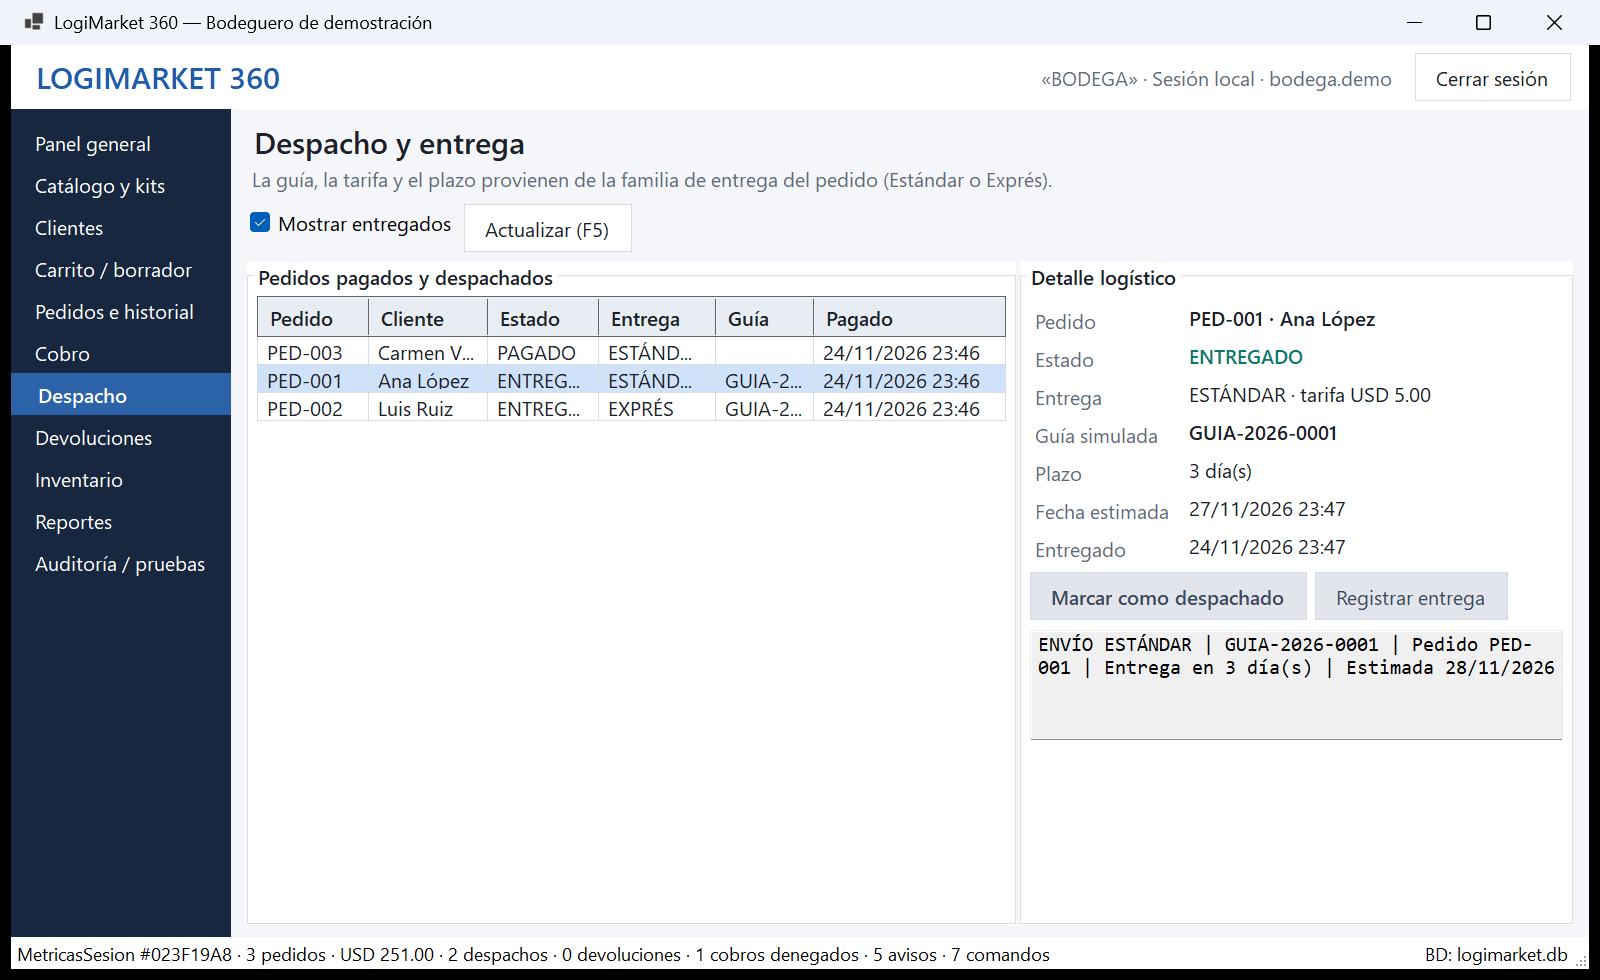 LogiMarket 360 — Bodeguero de demostración
LOGIMARKET 360
«BODEGA» · Sesión local · bodega.demo
Cerrar sesión
Panel general
Catálogo y kits
Clientes
Carrito / borrador
Pedidos e historial
Cobro
Despacho
Devoluciones
Inventario
Reportes
Auditoría / pruebas
Despacho y entrega
La guía, la tarifa y el plazo provienen de la familia de entrega del pedido (Estándar o Exprés).
Mostrar entregados
Actualizar (F5)
Pedidos pagados y despachados
Pedido Cliente Estado Entrega Guía Pagado
PED-003 Carmen V... PAGADO ESTÁND... 24/11/2026 23:46
PED-001 Ana López ENTREG... ESTÁND... GUIA-2... 24/11/2026 23:46
PED-002 Luis Ruiz ENTREG... EXPRÉS GUIA-2... 24/11/2026 23:46
Detalle logístico
Pedido PED-001 · Ana López
Estado ENTREGADO
Entrega ESTÁNDAR · tarifa USD 5.00
Guía simulada GUIA-2026-0001
Plazo 3 día(s)
Fecha estimada 27/11/2026 23:47
Entregado 24/11/2026 23:47
Marcar como despachado
Registrar entrega
ENVÍO ESTÁNDAR | GUIA-2026-0001 | Pedido PED-
001 | Entrega en 3 día(s) | Estimada 28/11/2026
MetricasSesion #023F19A8 · 3 pedidos · USD 251.00 · 2 despachos · 0 devoluciones · 1 cobros denegados · 5 avisos · 7 comandos
BD: logimarket.db